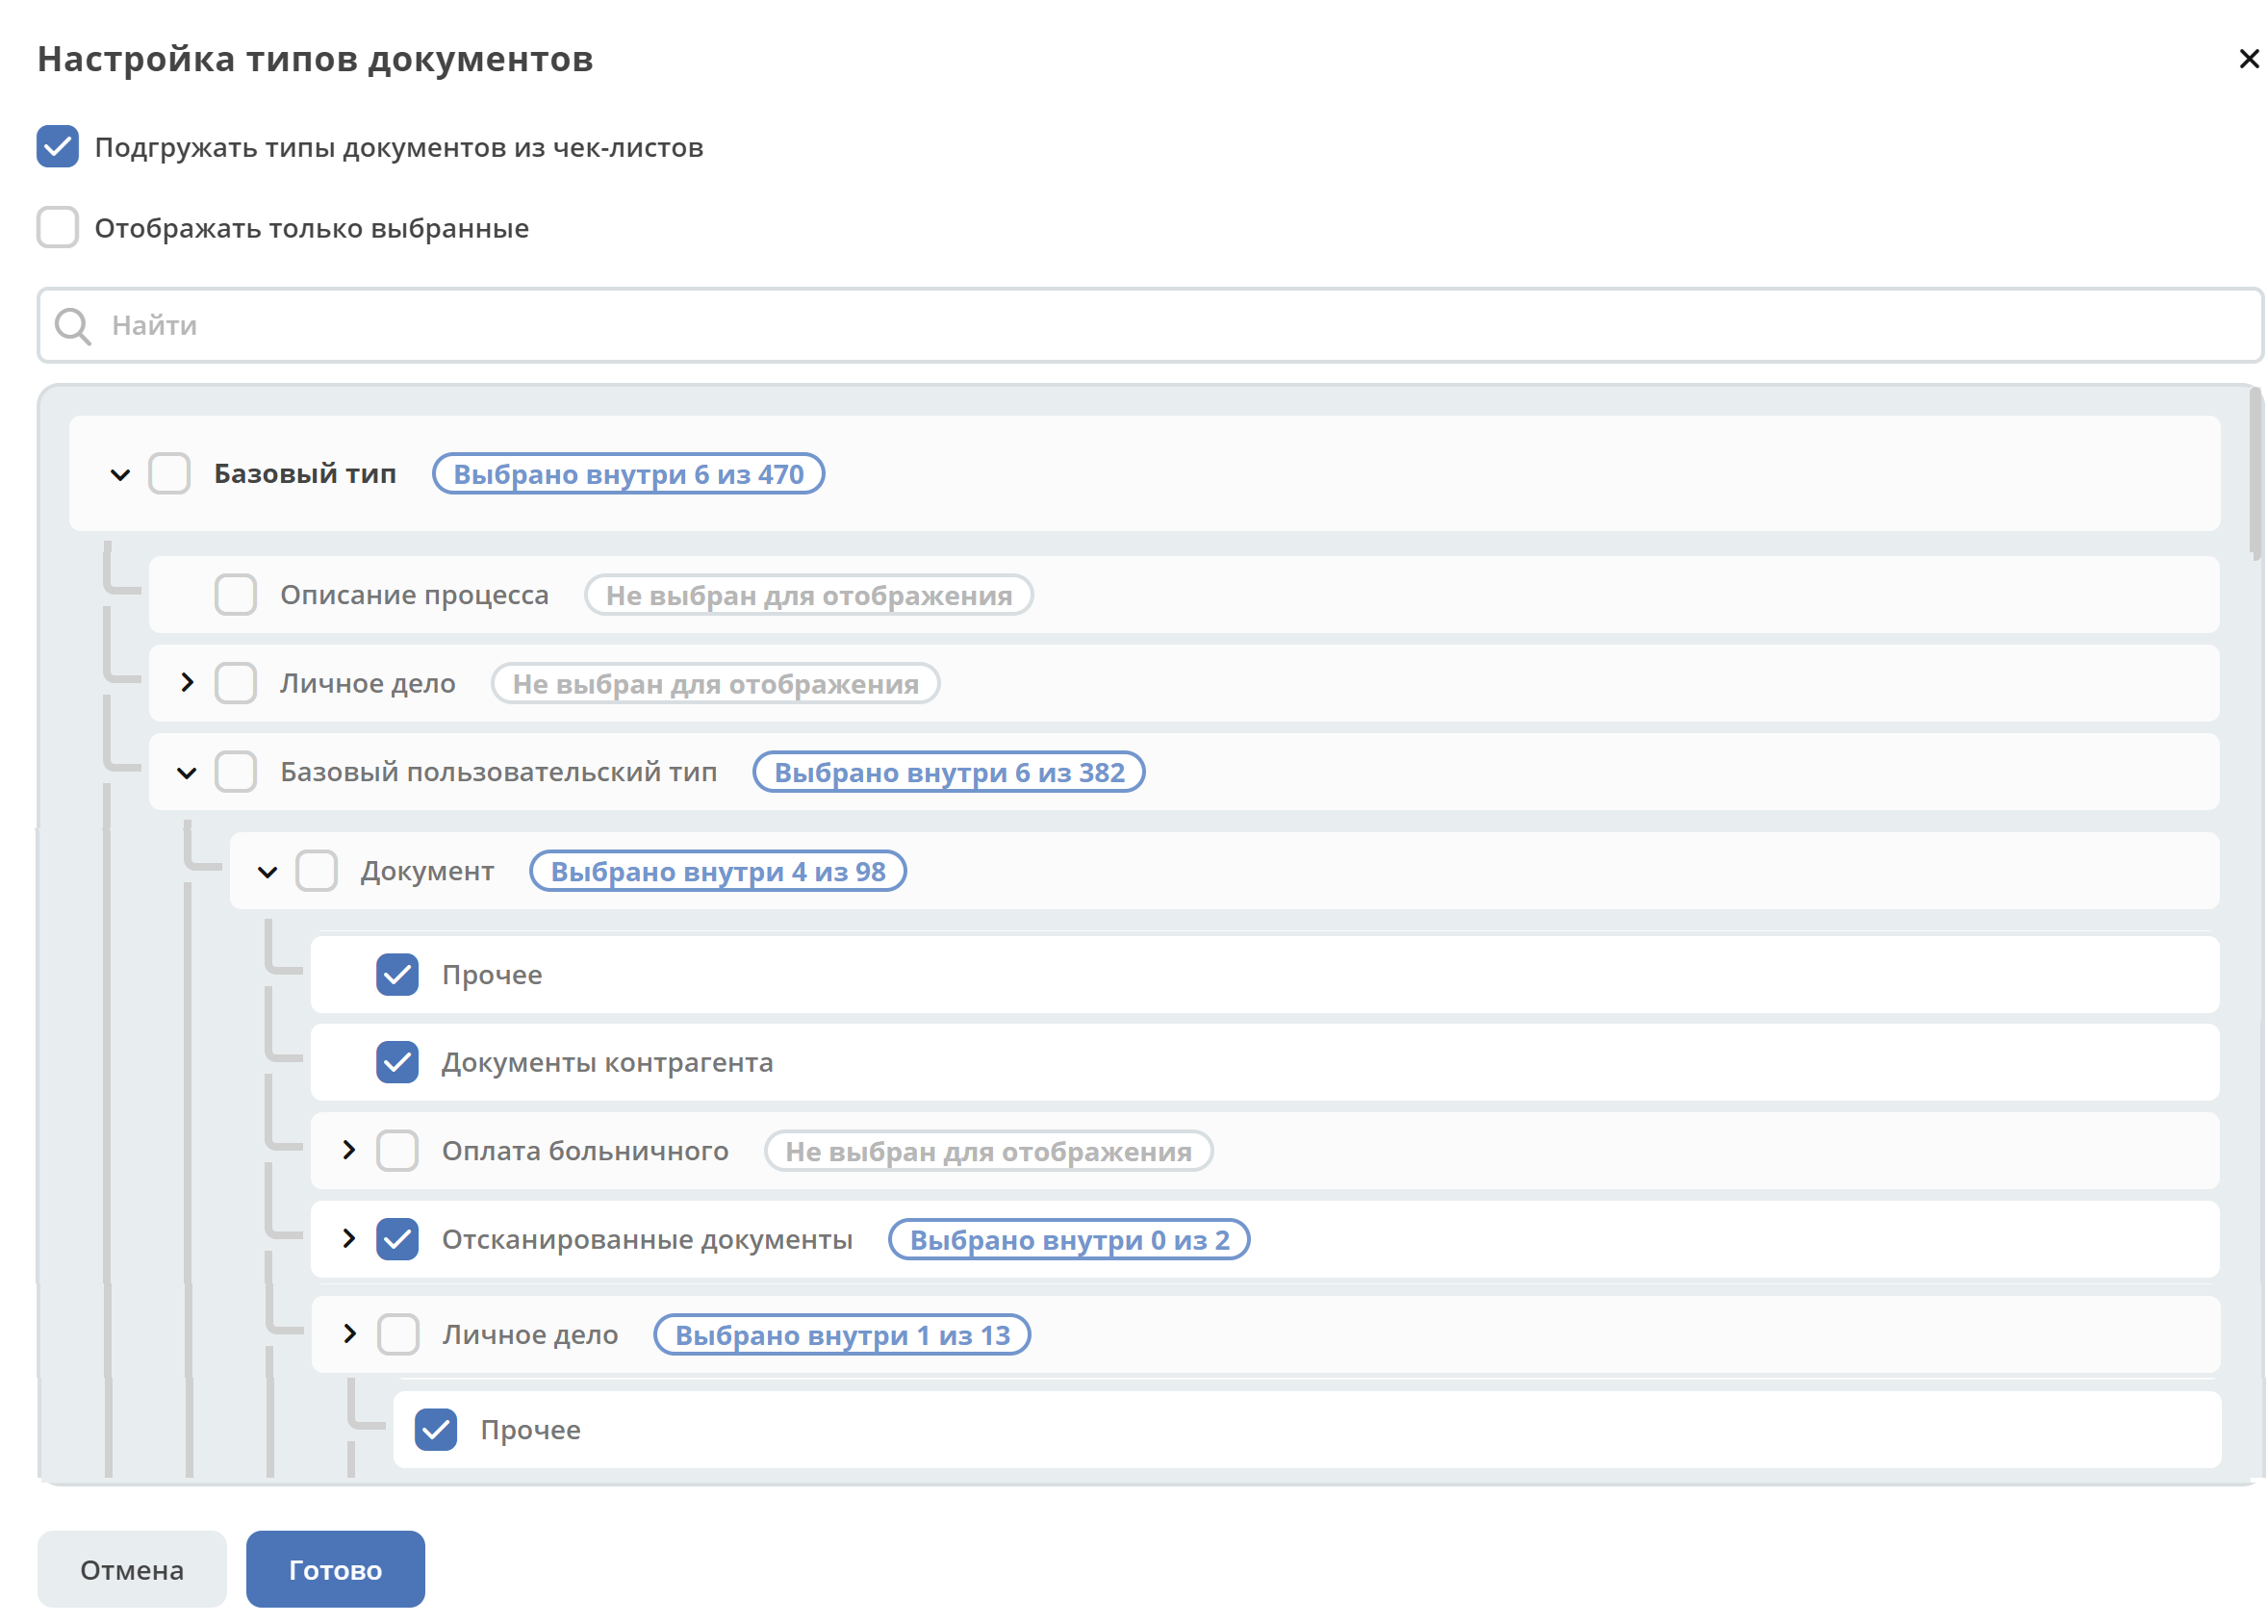 Настройка типов документов
Подгружать типы документов из чек-листов
Отображать только выбранные
Найти
Базовый тип Выбрано внутри 6 из 470
Описание процесса Не выбран для отображения
Личное дело Не выбран для отображения
Базовый пользовательский тип Выбрано внутри 6 из 382
Документ Выбрано внутри 4 из 98
Прочее
Документы контрагента
Оплата больничного Не выбран для отображения
Отсканированные документы Выбрано внутри 0 из 2
Личное дело Выбрано внутри 1 из 13
Прочее
Отмена Готово